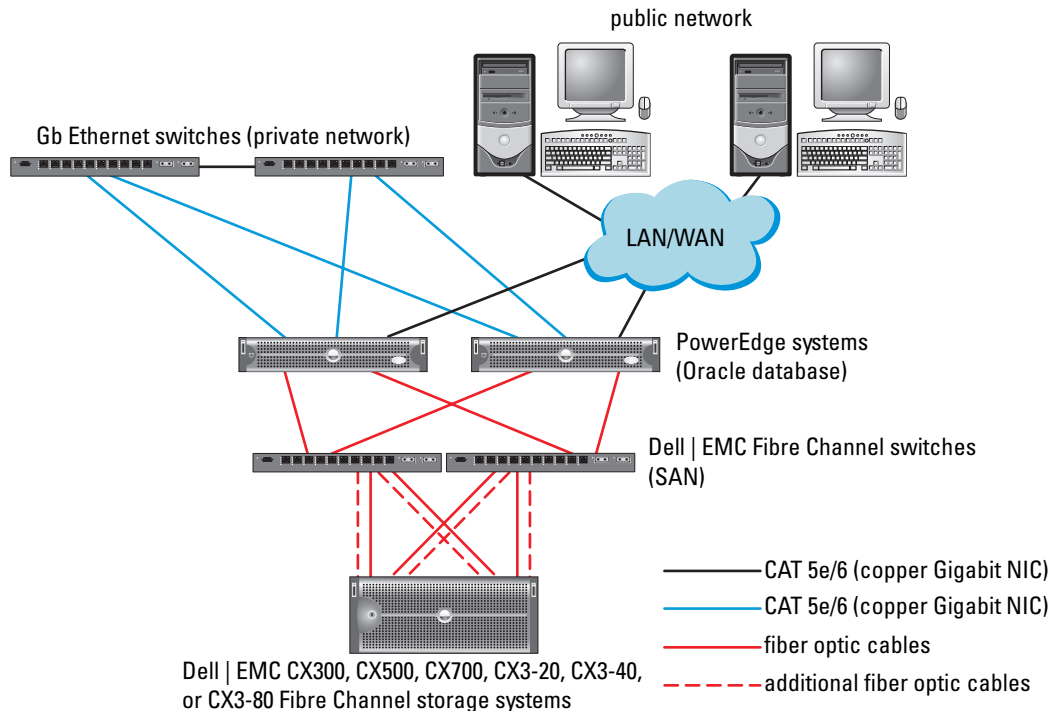 public network
Gb Ethernet switches (private network)
LAN/WAN
PowerEdge systems
(Oracle database)
Dell | EMC Fibre Channel switches
(SAN)
CAT 5e/6 (copper Gigabit NIC)
CAT 5e/6 (copper Gigabit NIC)
fiber optic cables
additional fiber optic cables
Dell | EMC CX300, CX500, CX700, CX3-20, CX3-40,
or CX3-80 Fibre Channel storage systems